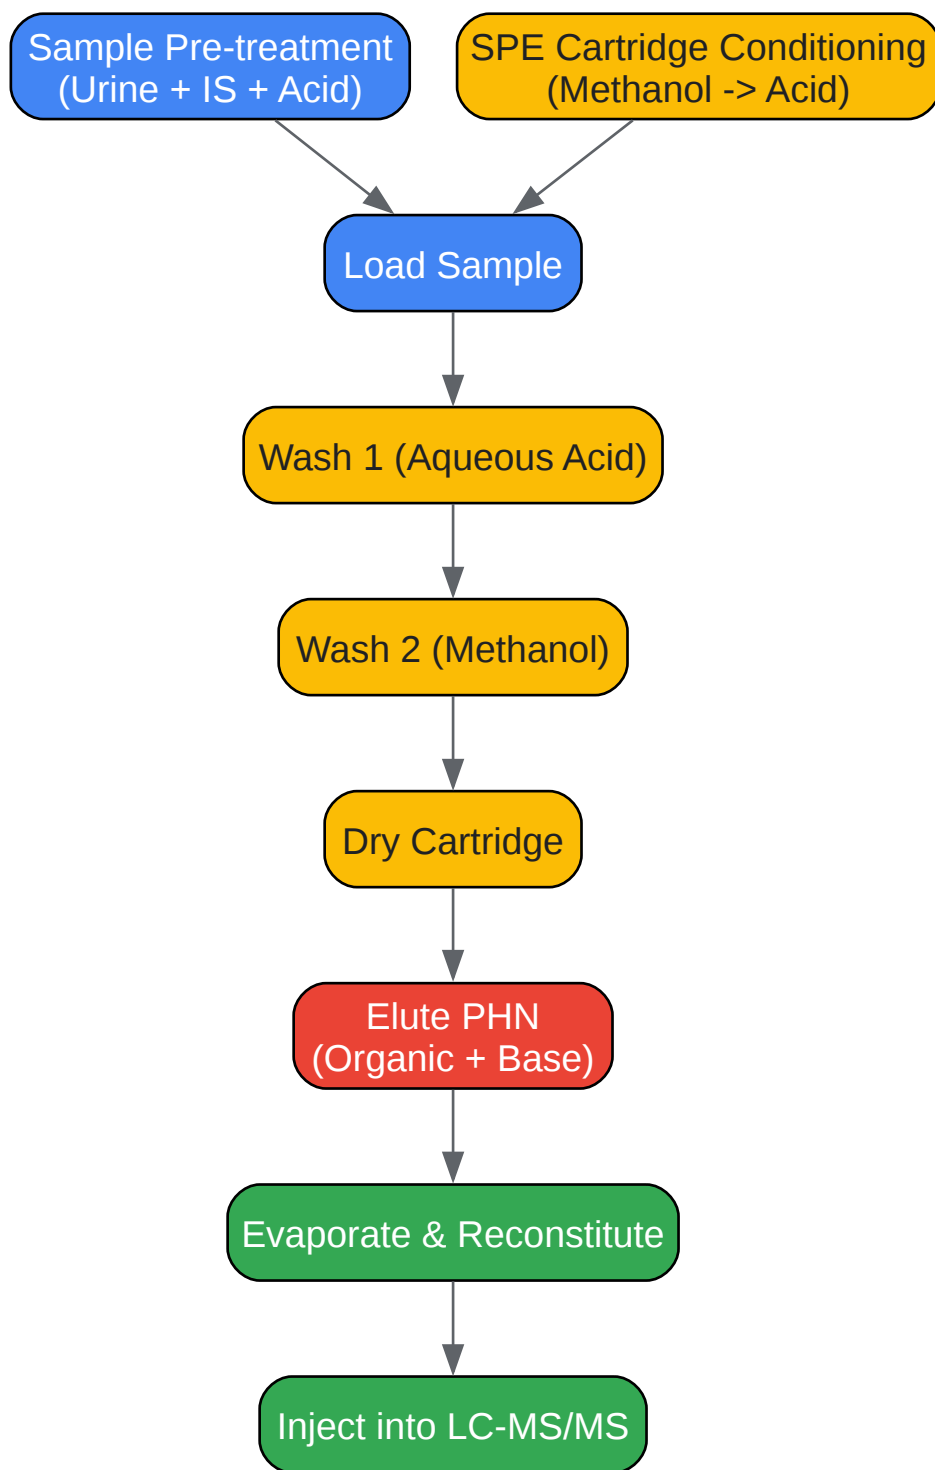 Sample Pre-treatment
(Urine + IS + Acid)
SPE Cartridge Conditioning
(Methanol -> Acid)
Load Sample
Wash 1 (Aqueous Acid)
Wash 2 (Methanol)
Dry Cartridge
Elute PHN
(Organic + Base)
Evaporate & Reconstitute
Inject into LC-MS/MS